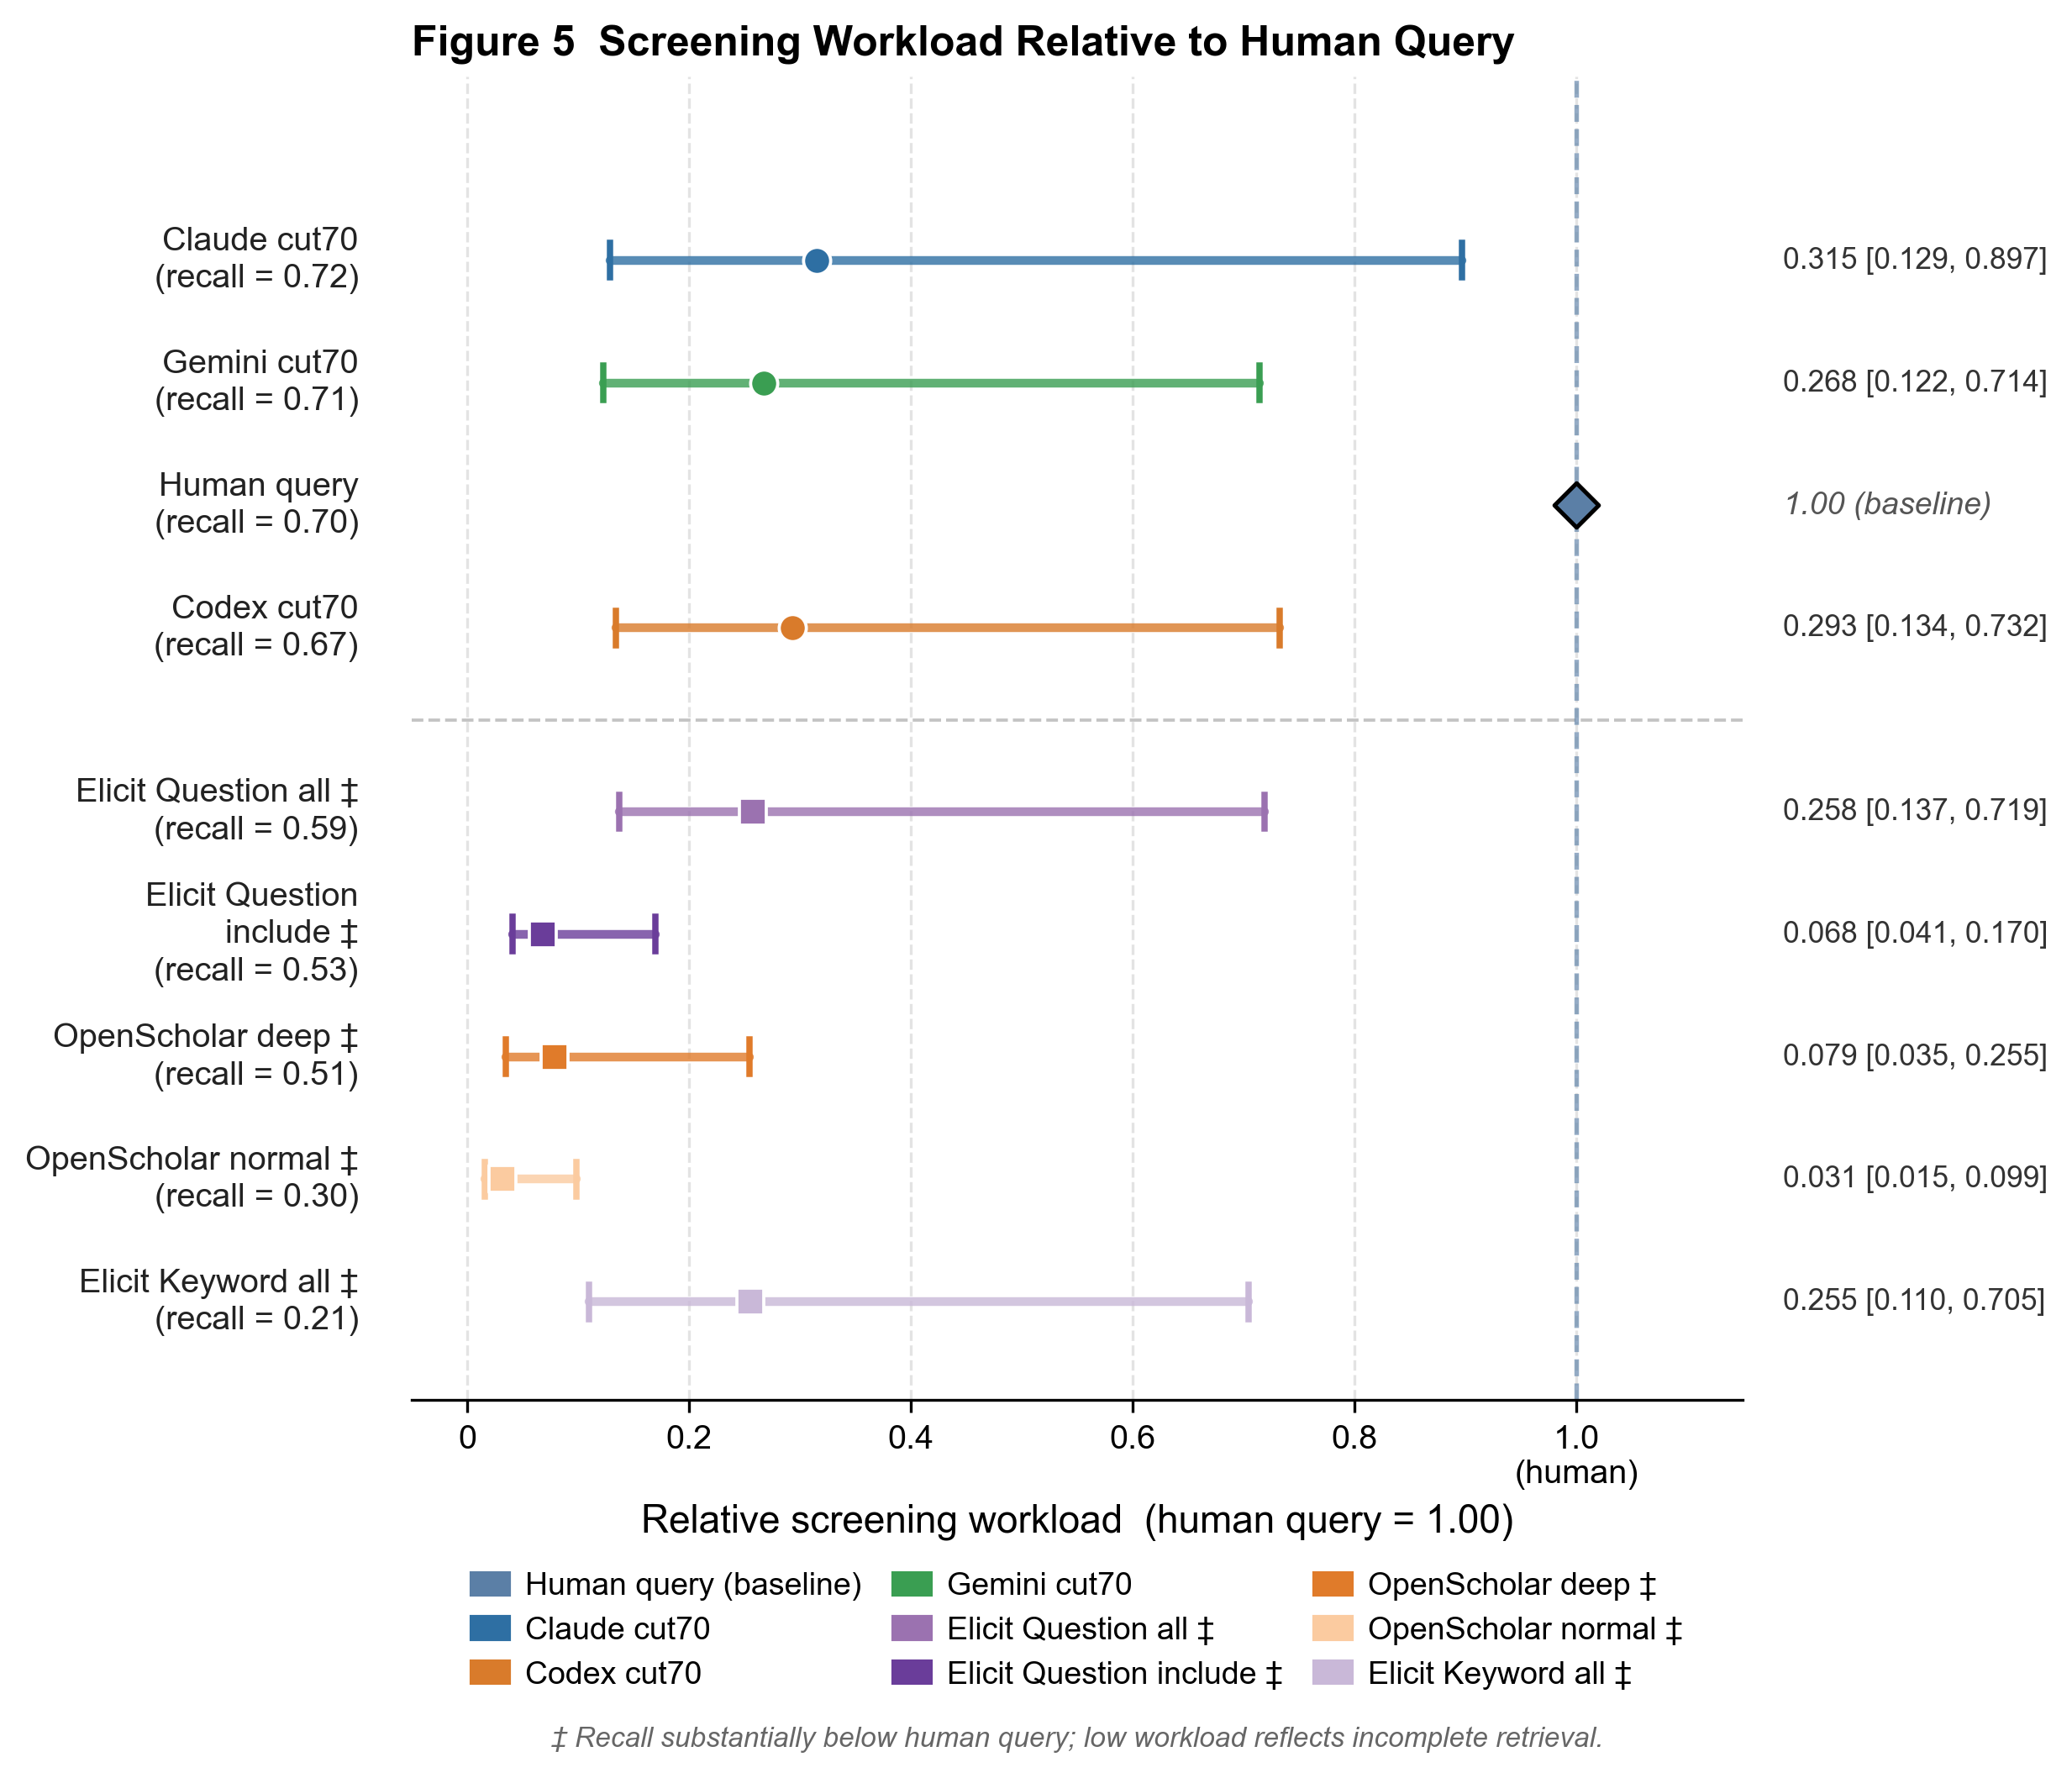 Figure 5  Screening Workload Relative to Human Query
Claude cut70
(recall = 0.72)
0.315 [0.129, 0.897]
Gemini cut70
(recall = 0.71)
0.268 [0.122, 0.714]
Human query
(recall = 0.70)
1.00 (baseline)
Codex cut70
(recall = 0.67)
0.293 [0.134, 0.732]
Elicit Question all ‡
(recall = 0.59)
0.258 [0.137, 0.719]
Elicit Question
include ‡
(recall = 0.53)
0.068 [0.041, 0.170]
OpenScholar deep ‡
(recall = 0.51)
0.079 [0.035, 0.255]
OpenScholar normal ‡
(recall = 0.30)
0.031 [0.015, 0.099]
Elicit Keyword all ‡
(recall = 0.21)
0.255 [0.110, 0.705]
0 0.2 0.4 0.6 0.8 1.0
(human)
Relative screening workload  (human query = 1.00)
Human query (baseline)
Claude cut70
Codex cut70
Gemini cut70
Elicit Question all ‡
Elicit Question include ‡
OpenScholar deep ‡
OpenScholar normal ‡
Elicit Keyword all ‡
‡ Recall substantially below human query; low workload reflects incomplete retrieval.